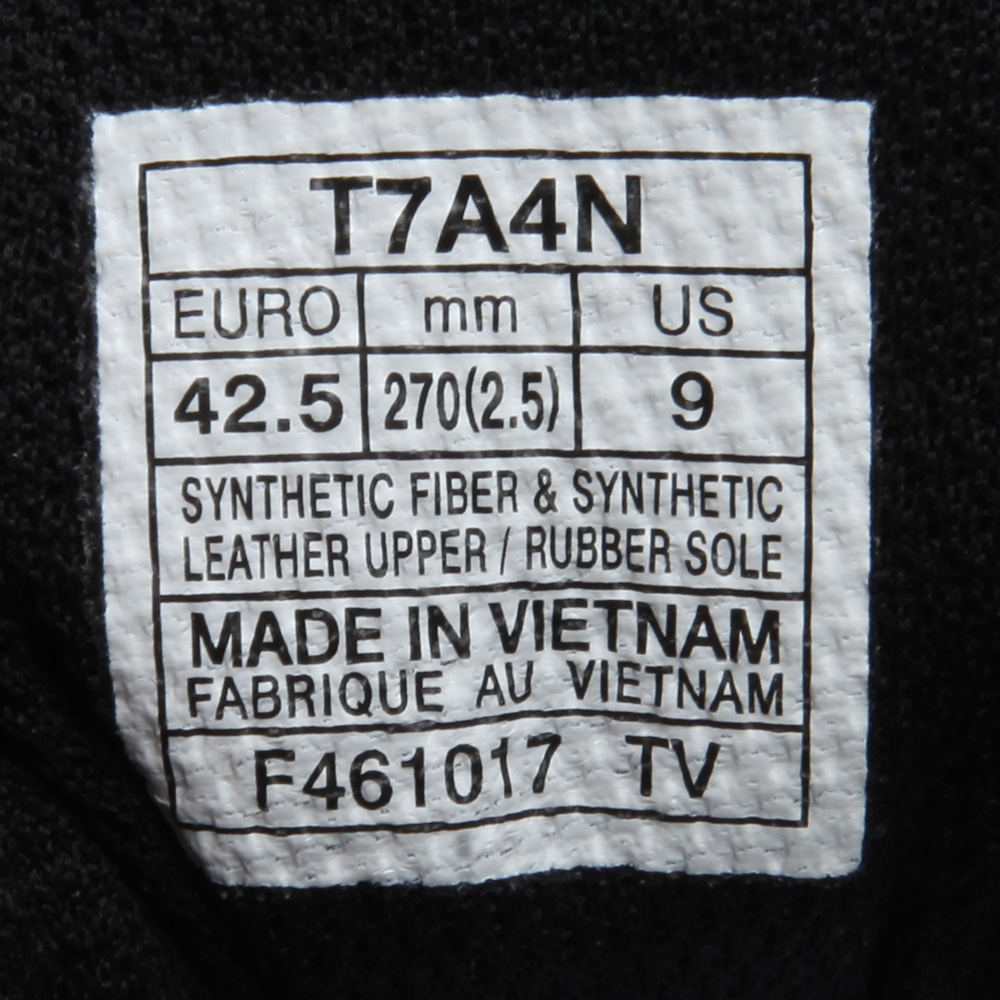 T7A4N
EURO mm US
42.5 270(2.5) 9
SYNTHETIC FIBER & SYNTHETIC
LEATHER UPPER / RUBBER SOLE
MADE IN VIETNAM
FABRIQUE AU VIETNAM
F461017 TV